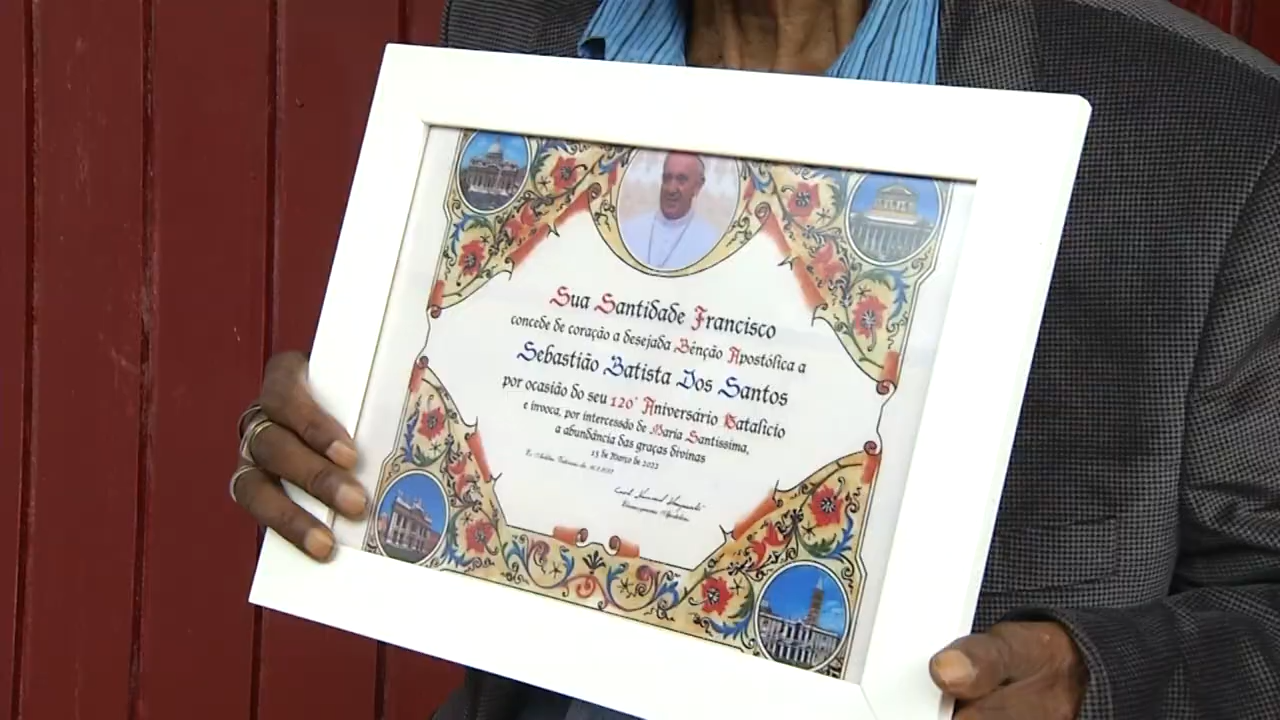 Sua Santidade Francisco
concede de coração a desejada Bênção Apostólica a
Sebastião Batista Dos Santos
por ocasião do seu 120° Aniversário Natalício
e invoca, por intercessão de Maria Santíssima,
a abundância das graças divinas
13 de Março de 2022